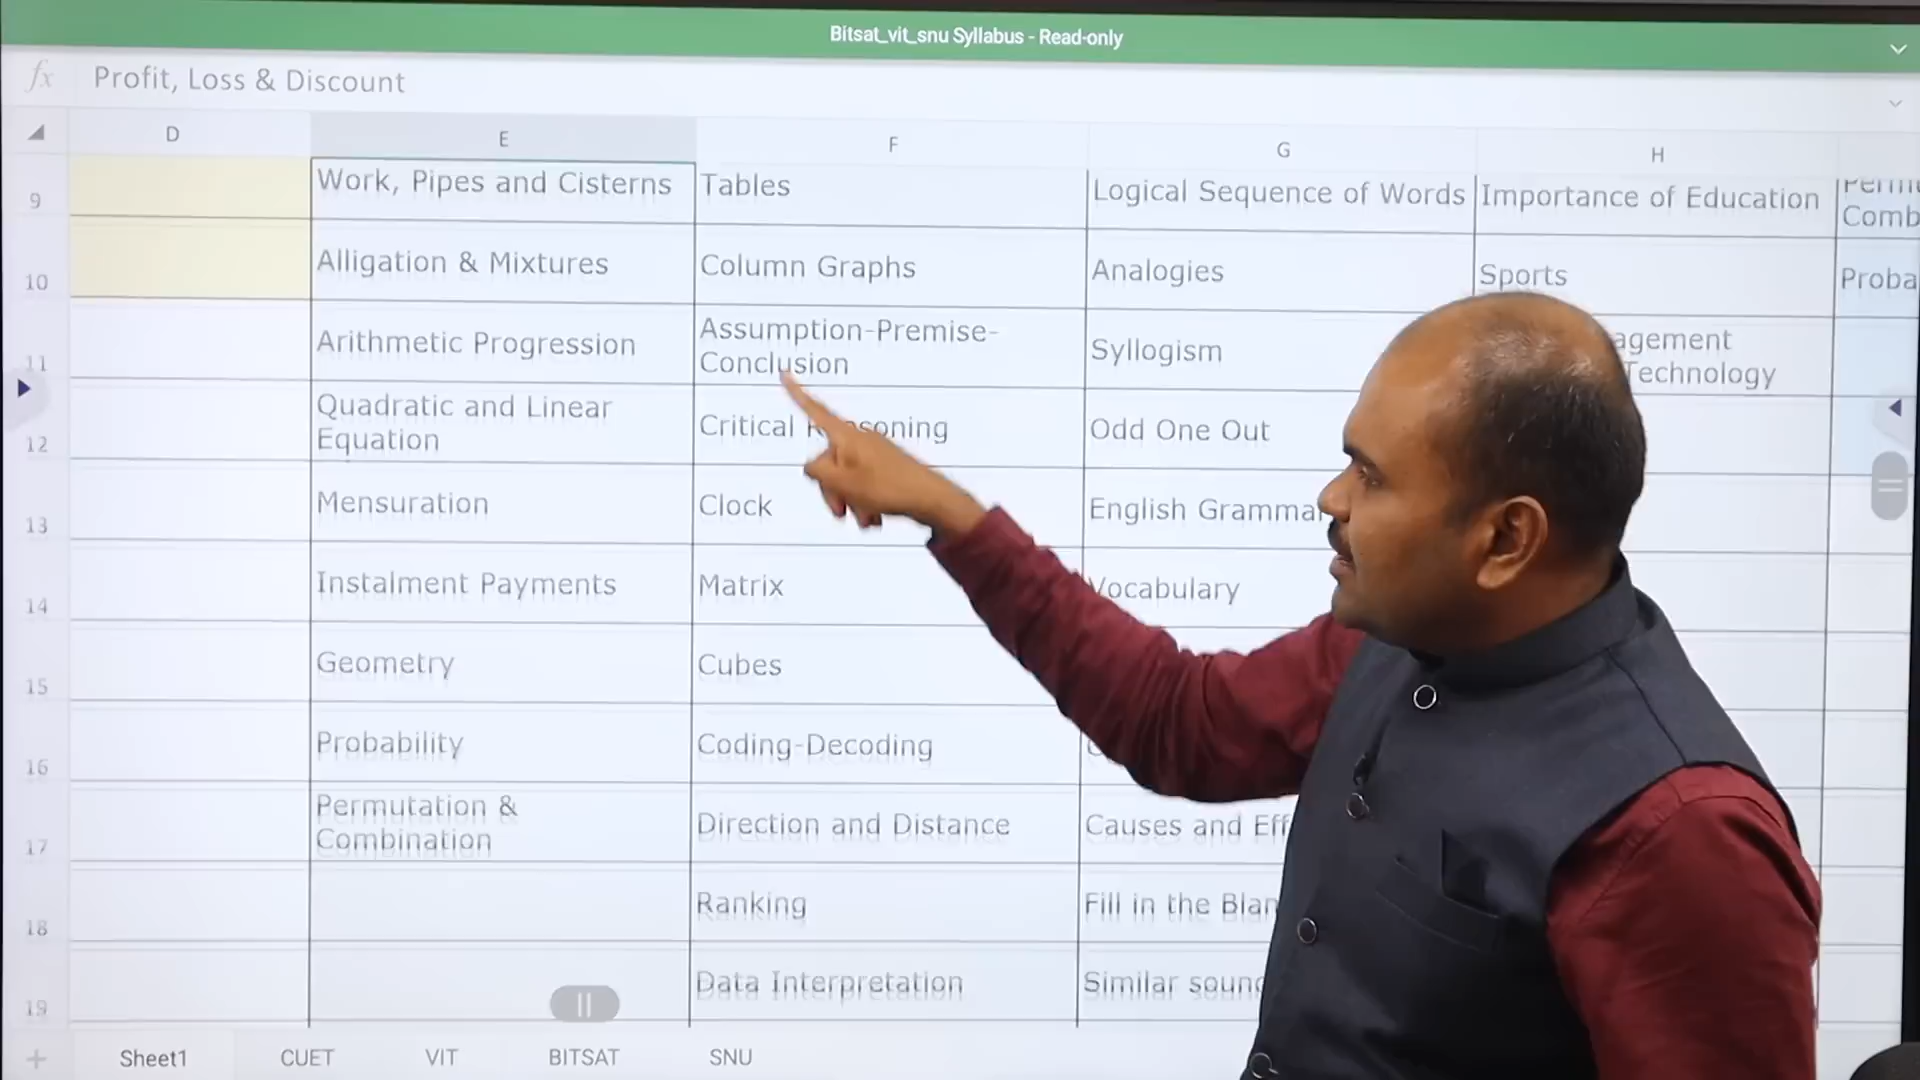 Bitsat_vit_snu Syllabus - Read-only
fx Profit, Loss & Discount
D E F G H
9 Work, Pipes and Cisterns Tables Logical Sequence of Words Importance of Education
Comb
10 Alligation & Mixtures Column Graphs Analogies Sports Proba
11 Arithmetic Progression Assumption-Premise-
Conclusion Syllogism agement
Technology
12 Quadratic and Linear
Equation Critical Odd One Out
13 Mensuration Clock English Grammar
14 Instalment Payments Matrix Vocabulary
15 Geometry Cubes
16 Probability Coding-Decoding
17 Permutation &
Combination Direction and Distance Causes and Eff
18 Ranking Fill in the Blan
19 Data Interpretation Similar soun
+ Sheet1 CUET VIT BITSAT SNU